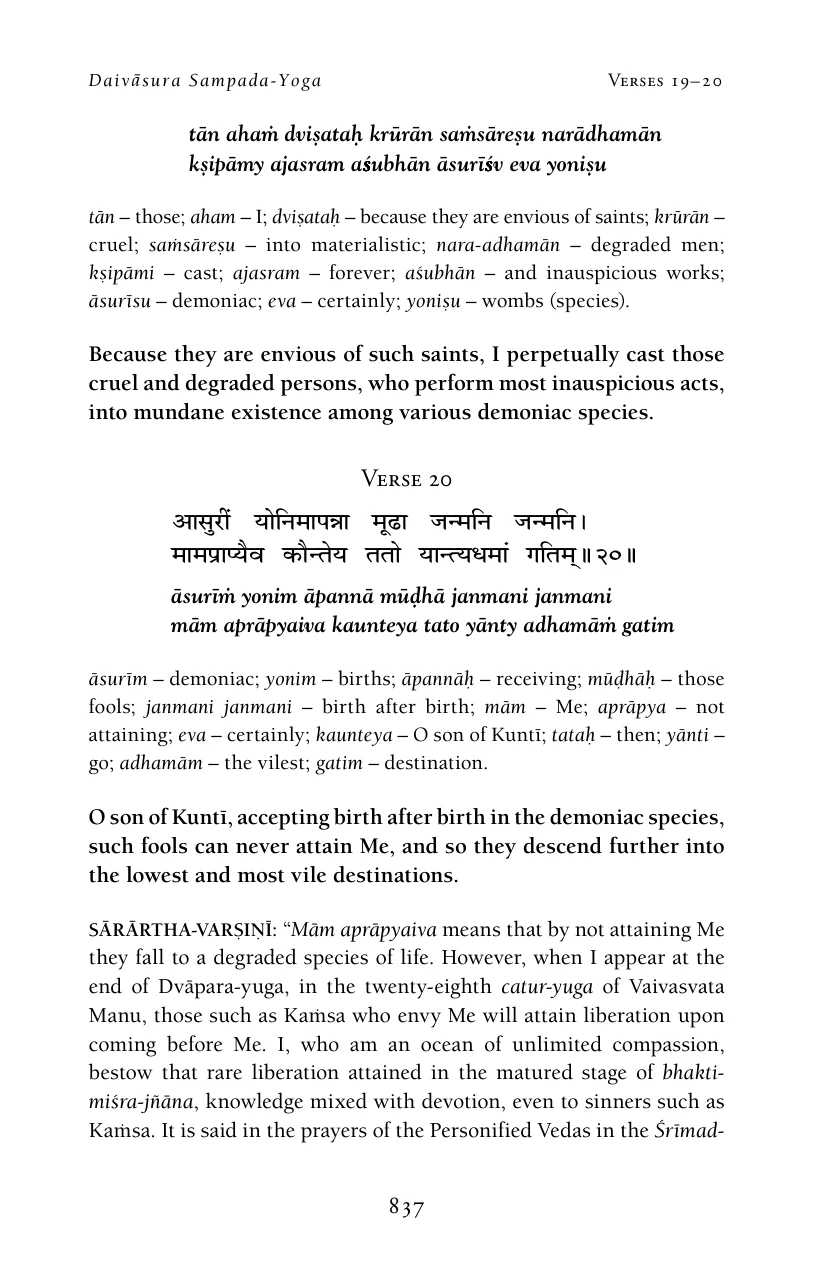 Daivāsura Sampada-Yoga
Verses 19–20
tān ahaṁ dviṣataḥ krūrān saṁsāreṣu narādhamān
kṣipāmy ajasram aśubhān āsurīṣv eva yoniṣu
tān – those; aham – I; dviṣataḥ – because they are envious of saints; krūrān –
cruel; saṁsāreṣu – into materialistic; nara-adhamān – degraded men;
kṣipāmi – cast; ajasram – forever; aśubhān – and inauspicious works;
āsurīsu – demoniac; eva – certainly; yoniṣu – wombs (species).
Because they are envious of such saints, I perpetually cast those
cruel and degraded persons, who perform most inauspicious acts,
into mundane existence among various demoniac species.
Verse 20
आसुरीं योनिमापन्ना मूढा जन्मनि जन्मनि।
मामप्राप्यैव कौन्तेय ततो यान्त्यधमां गतिम्॥२०॥
āsurīṁ yonim āpannā mūḍhā janmani janmani
mām aprāpyaiva kaunteya tato yānty adhamāṁ gatim
āsurīm – demoniac; yonim – births; āpannāḥ – receiving; mūḍhāḥ – those
fools; janmani janmani – birth after birth; mām – Me; aprāpya – not
attaining; eva – certainly; kaunteya – O son of Kuntī; tataḥ – then; yānti –
go; adhamām – the vilest; gatim – destination.
O son of Kuntī, accepting birth after birth in the demoniac species,
such fools can never attain Me, and so they descend further into
the lowest and most vile destinations.
SĀRĀRTHA-VARṢIṆĪ: “Mām aprāpyaiva means that by not attaining Me
they fall to a degraded species of life. However, when I appear at the
end of Dvāpara-yuga, in the twenty-eighth catur-yuga of Vaivasvata
Manu, those such as Kaṁsa who envy Me will attain liberation upon
coming before Me. I, who am an ocean of unlimited compassion,
bestow that rare liberation attained in the matured stage of bhakti-
miśra-jñāna, knowledge mixed with devotion, even to sinners such as
Kaṁsa. It is said in the prayers of the Personified Vedas in the Śrīmad-
837